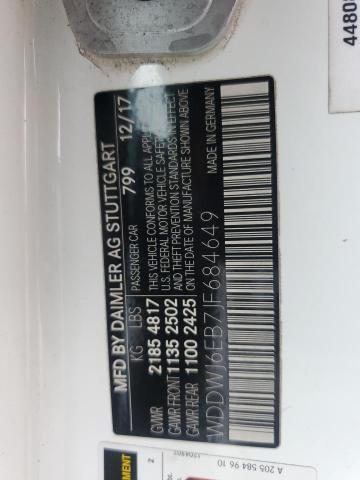 MFD BY DAIMLER AG STUTTGART
PASSENGER CAR 799 12/17
KG LBS THIS VEHICLE CONFORMS TO ALL APPL
U.S. FEDERAL MOTOR VEHICLE SAFETY
GVWR 2185 4817 AND THEFT PREVENTION STANDARDS IN EFFECT
GAWR FRONT 1135 2502 ON THE DATE OF MANUFACTURE SHOWN ABOVE
GAWR REAR 1100 2425 MADE IN GERMANY
WDDWJ6EB7JF684649
A 205 584 96 10